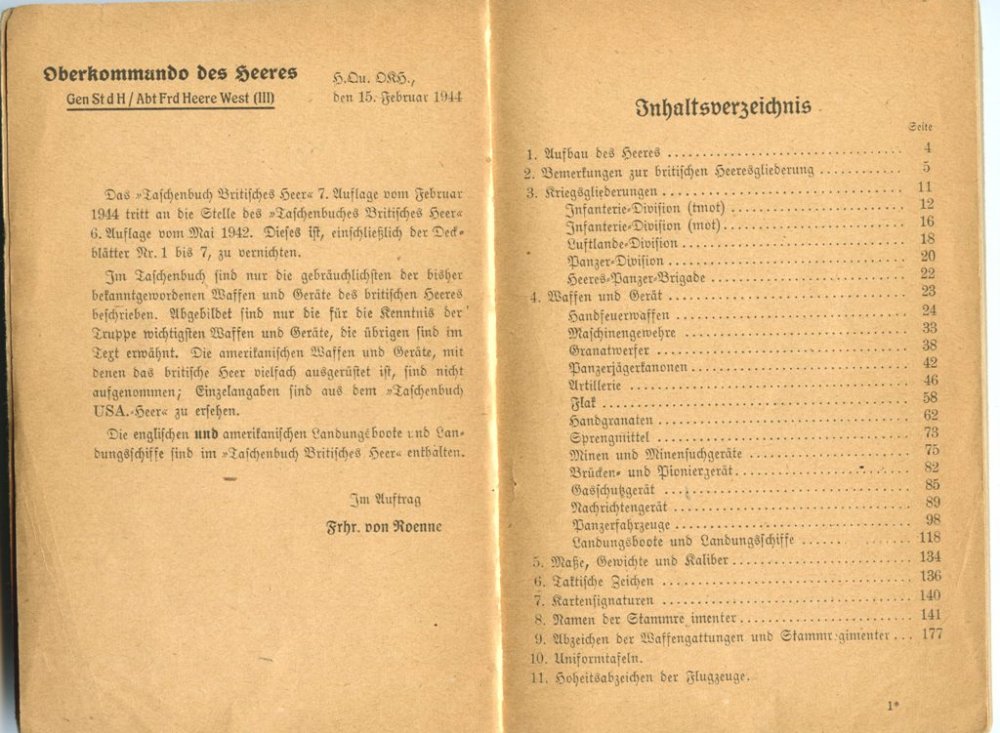 Oberkommando des Heeres
Gen St d H / Abt Frd Heere West (III)
H.Qu. OKH.,
den 15. Februar 1944
Das »Taschenbuch Britisches Heer« 7. Auflage vom Februar
1944 tritt an die Stelle des »Taschenbuches Britisches Heer«
6. Auflage vom Mai 1942. Dieses ist, einschließlich der Deck-
blätter Nr. 1 bis 7, zu vernichten.
Im Taschenbuch sind nur die gebräuchlichsten der bisher
bekanntgewordenen Waffen und Geräte des britischen Heeres
beschrieben. Abgebildet sind nur die für die Kenntnis der
Truppe wichtigsten Waffen und Geräte, die übrigen sind im
Text erwähnt. Die amerikanischen Waffen und Geräte, mit
denen das britische Heer vielfach ausgerüstet ist, sind nicht
aufgenommen; Einzelangaben sind aus dem »Taschenbuch
USA.-Heer« zu ersehen.
Die englischen und amerikanischen Landungsboote und Lan-
dungsschiffe sind im »Taschenbuch Britisches Heer« enthalten.
Im Auftrag
Frhr. von Roenne
Inhaltsverzeichnis
Seite
1. Aufbau des Heeres 4
2. Bemerkungen zur britischen Heeresgliederung 5
3. Kriegsgliederungen 11
Infanterie-Division (tmot) 12
Infanterie-Division (mot) 16
Luftlande-Division 18
Panzer-Division 20
Heeres-Panzer-Brigade 22
4. Waffen und Gerät 23
Handfeuerwaffen 24
Maschinengewehre 33
Granatwerfer 38
Panzerjägerkanonen 42
Artillerie 46
Flak 58
Handgranaten 62
Sprengmittel 73
Minen und Minensuchgeräte 75
Brücken- und Pioniergerät 82
Gasschutzgerät 85
Nachrichtengerät 89
Panzerfahrzeuge 98
Landungsboote und Landungsschiffe 118
5. Maße, Gewichte und Kaliber 134
6. Taktische Zeichen 136
7. Kartensignaturen 140
8. Namen der Stammre imenter 141
9. Abzeichen der Waffengattungen und Stammregimenter 177
10. Uniformtafeln.
11. Hoheitsabzeichen der Flugzeuge.
1*